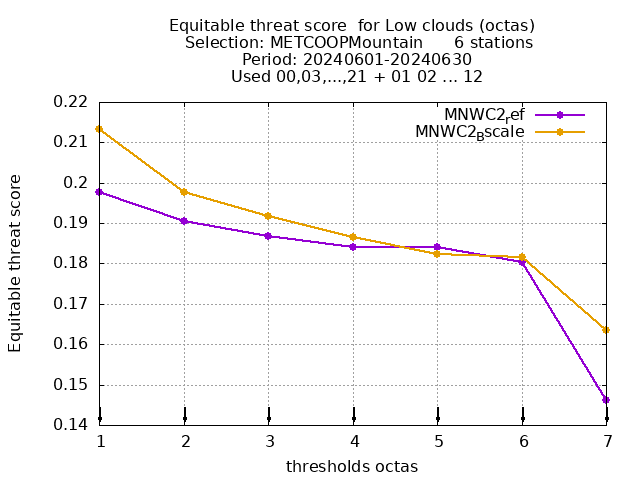 Equitable threat score  for Low clouds (octas)
Selection: METCOOPMountain      6 stations
Period: 20240601-20240630
Used 00,03,...,21 + 01 02 ... 12
MNWC2ref
MNWC2Bscale
Equitable threat score
0.22
0.21
0.2
0.19
0.18
0.17
0.16
0.15
0.14
1 2 3 4 5 6 7
thresholds octas